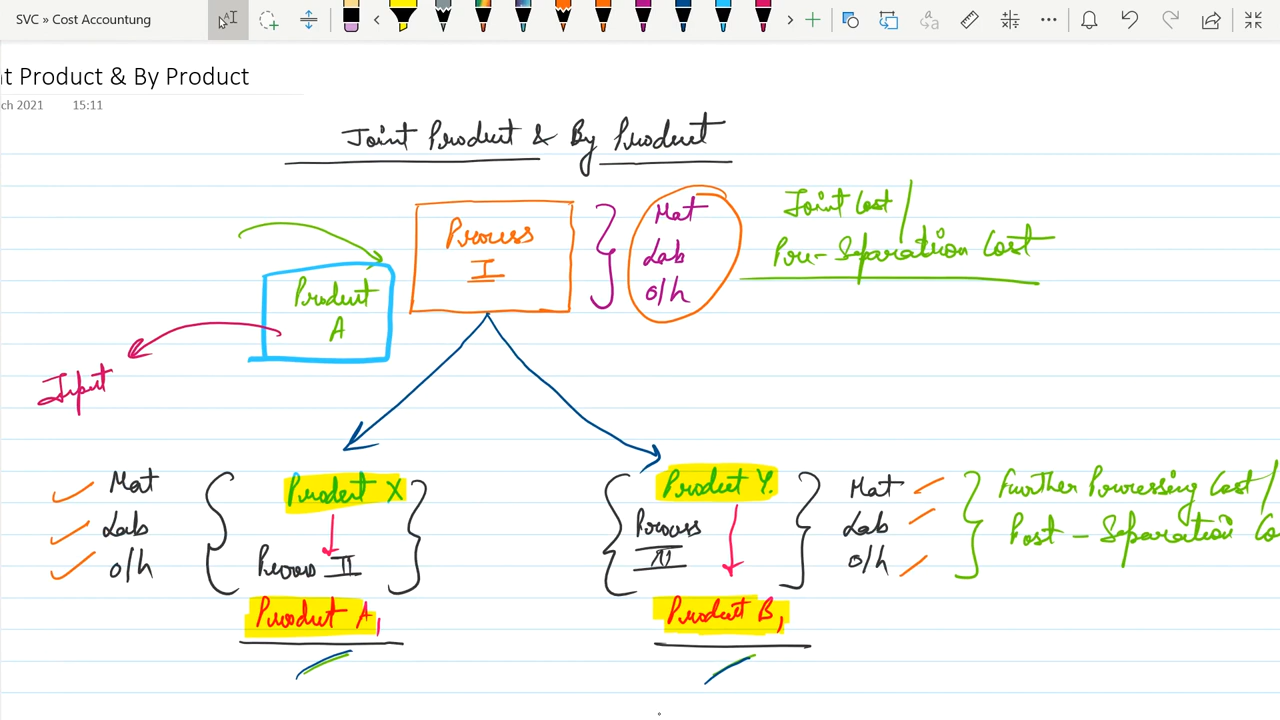 SVC » Cost Accountung
t Product & By Product
ch 2021 15:11
Joint Product & By Product
Process
I
Mat
Lab
O/h
Joint Cost/
Pre-Separation Cost
Product
A
Input
Mat
Lab
O/h
Product X
Process II
Product A1
Product Y.
Process
Product B1
Mat
Lab
O/h
Further Processing Cost/
Post - Separation Co